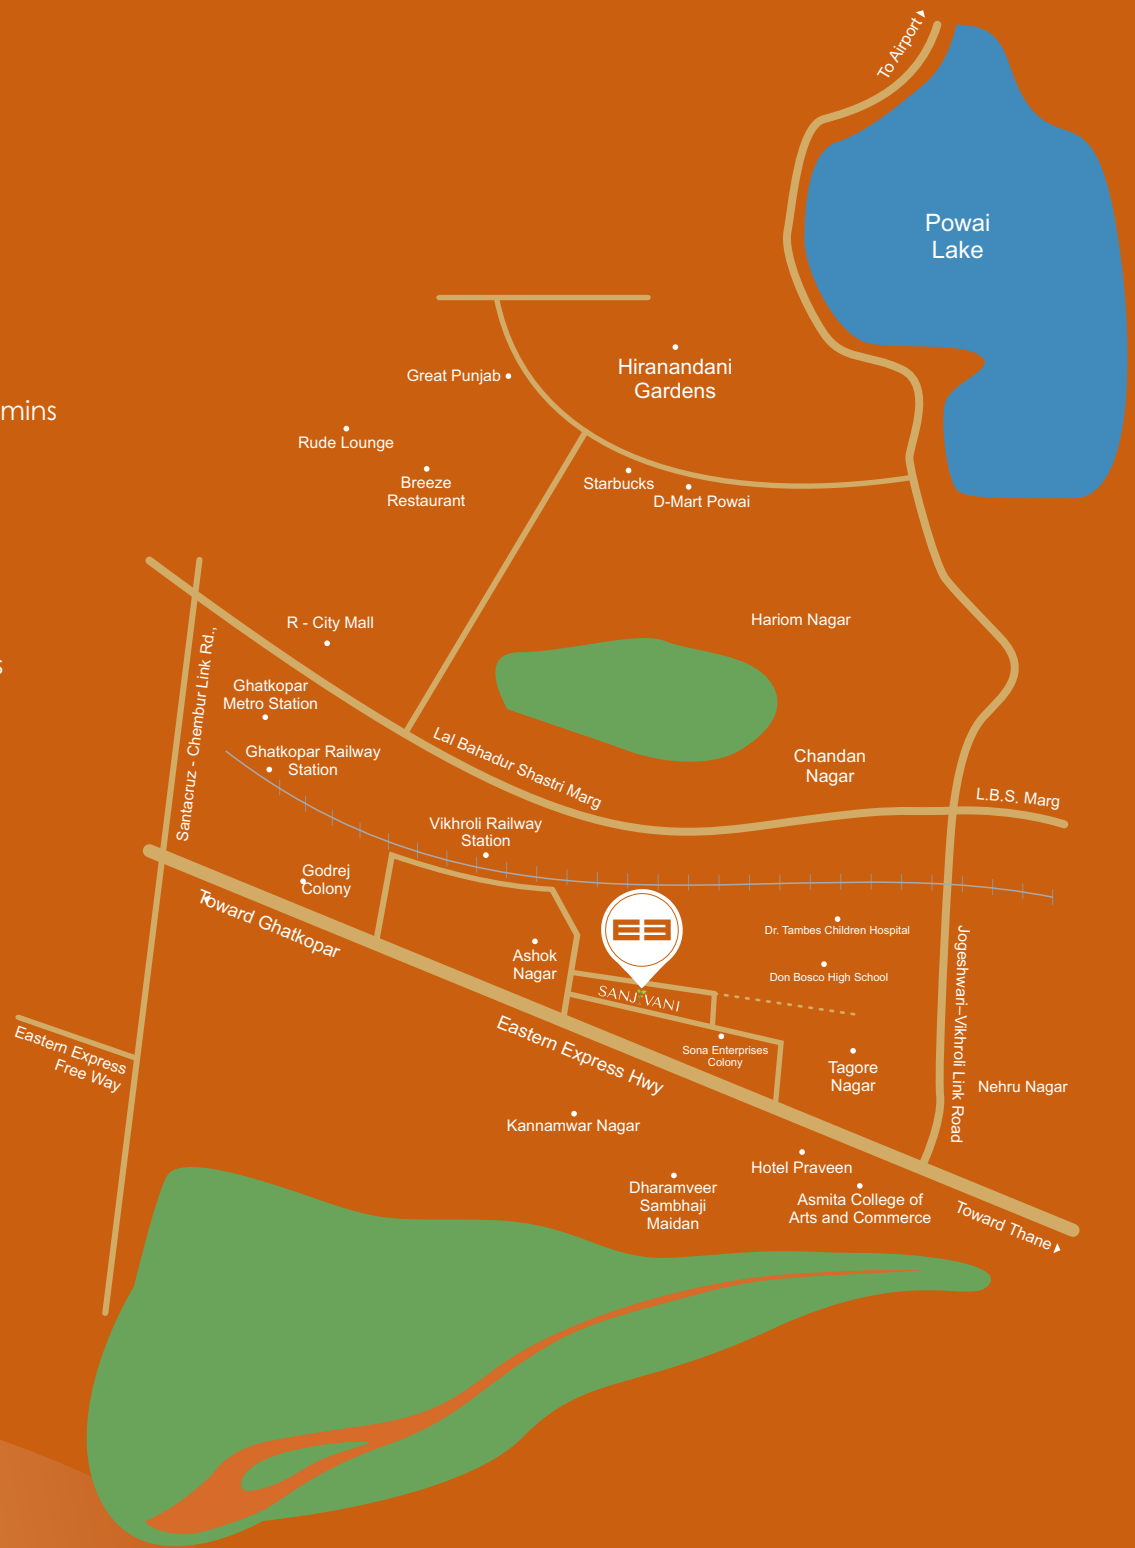 To Airport
Powai
Lake
Hiranandani
Gardens
Great Punjab
mins
Rude Lounge
Breeze
Restaurant
Starbucks
D-Mart Powai
R - City Mall
Hariom Nagar
Santacruz - Chembur Link Rd.,
s
Ghatkopar
Metro Station
Lal Bahadur Shastri Marg
Ghatkopar Railway
Station
Chandan
Nagar
L.B.S. Marg
Vikhroli Railway
Station
Godrej
Colony
Toward Ghatkopar
Dr. Tambes Children Hospital
Ashok
Nagar
Don Bosco High School
SANJIVANI
Jogeshwari–Vikhroli Link Road
Eastern Express
Free Way
Eastern Express Hwy
Sona Enterprises
Colony
Tagore
Nagar
Nehru Nagar
Kannamwar Nagar
Hotel Praveen
Dharamveer
Sambhaji
Maidan
Asmita College of
Arts and Commerce
Toward Thane